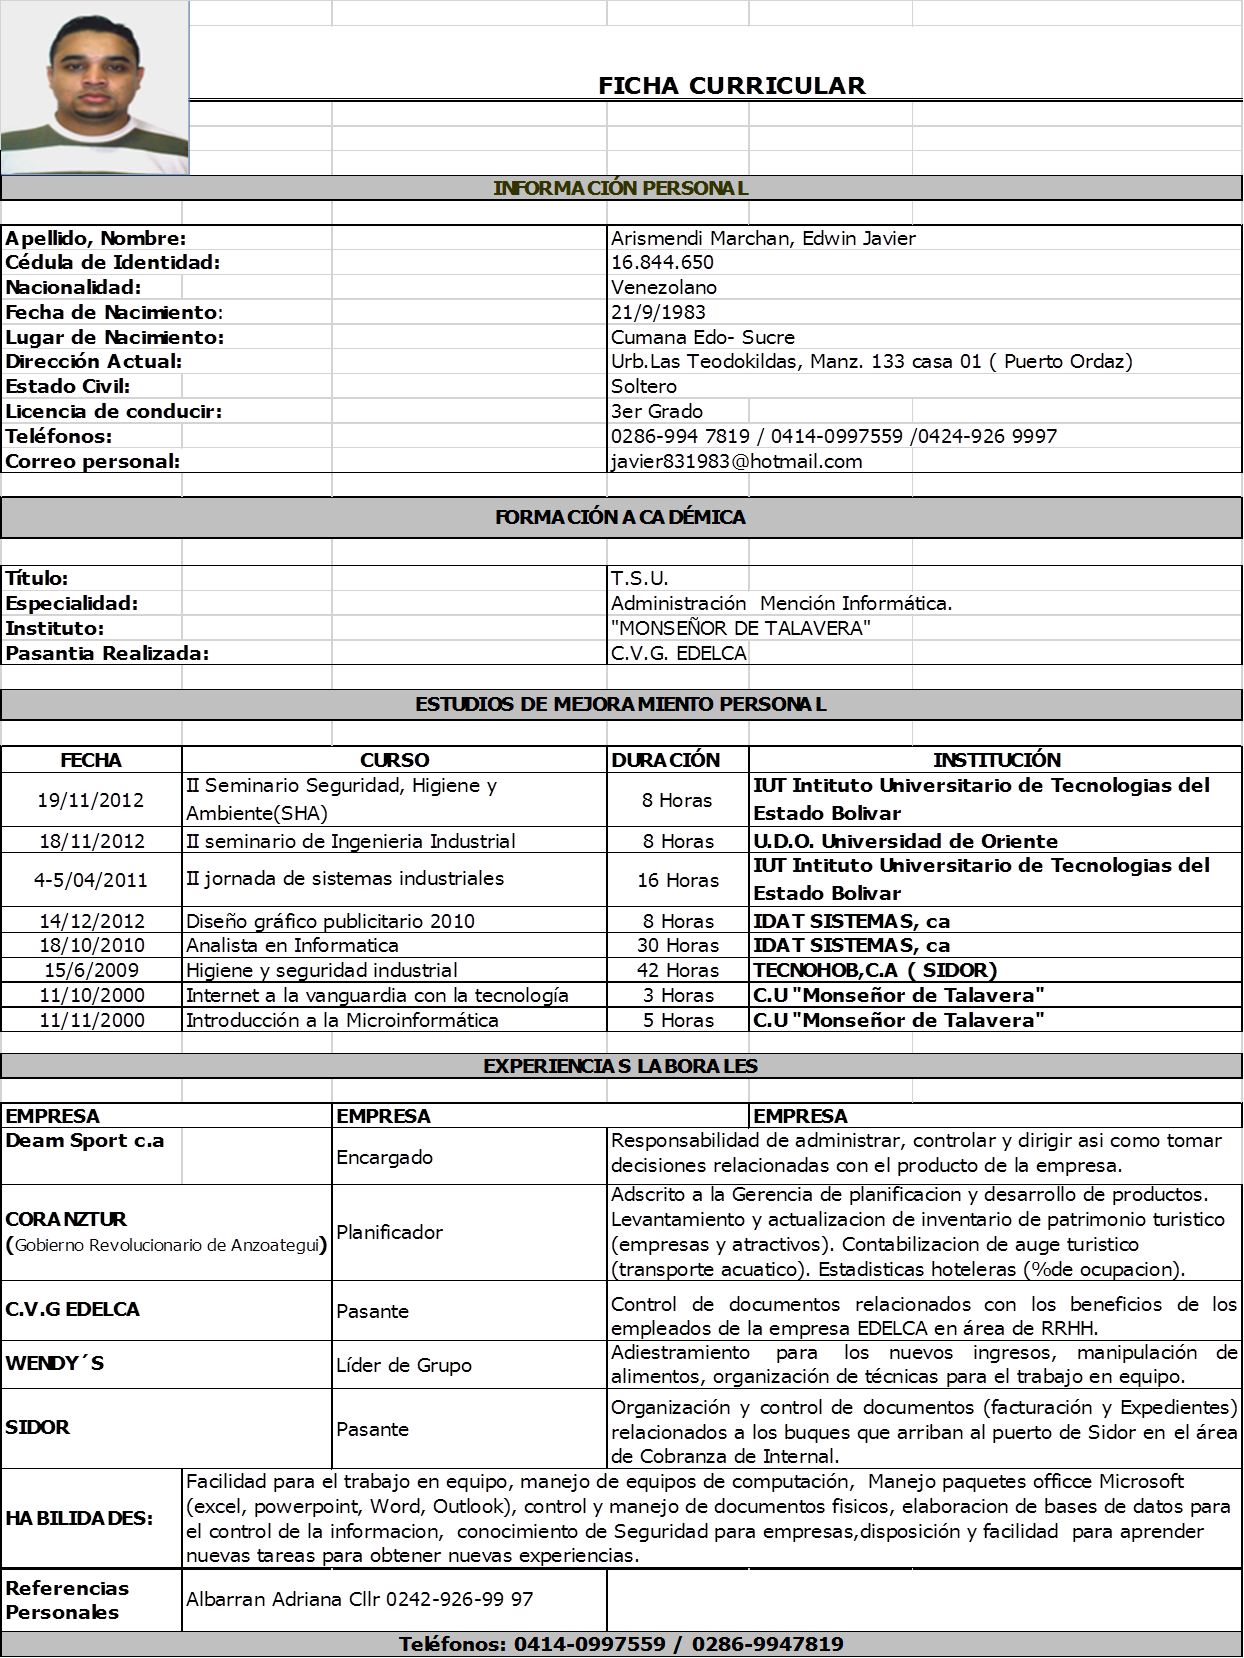 FICHA CURRICULAR
INFORMACIÓN PERSONAL
Apellido, Nombre: Arismendi Marchan, Edwin Javier
Cédula de Identidad: 16.844.650
Nacionalidad: Venezolano
Fecha de Nacimiento: 21/9/1983
Lugar de Nacimiento: Cumana Edo- Sucre
Dirección Actual: Urb.Las Teodokildas, Manz. 133 casa 01 ( Puerto Ordaz)
Estado Civil: Soltero
Licencia de conducir: 3er Grado
Teléfonos: 0286-994 7819 / 0414-0997559 /0424-926 9997
Correo personal: javier831983@hotmail.com
FORMACIÓN ACADÉMICA
Título: T.S.U.
Especialidad: Administración Mención Informática.
Instituto: "MONSEÑOR DE TALAVERA"
Pasantia Realizada: C.V.G. EDELCA
ESTUDIOS DE MEJORAMIENTO PERSONAL
FECHA CURSO DURACIÓN INSTITUCIÓN
19/11/2012 II Seminario Seguridad, Higiene y
Ambiente(SHA) 8 Horas IUT Intituto Universitario de Tecnologias del
Estado Bolivar
18/11/2012 II seminario de Ingenieria Industrial 8 Horas U.D.O. Universidad de Oriente
4-5/04/2011 II jornada de sistemas industriales 16 Horas IUT Intituto Universitario de Tecnologias del
Estado Bolivar
14/12/2012 Diseño gráfico publicitario 2010 8 Horas IDAT SISTEMAS, ca
18/10/2010 Analista en Informatica 30 Horas IDAT SISTEMAS, ca
15/6/2009 Higiene y seguridad industrial 42 Horas TECNOHOB,C.A ( SIDOR)
11/10/2000 Internet a la vanguardia con la tecnología 3 Horas C.U "Monseñor de Talavera"
11/11/2000 Introducción a la Microinformática 5 Horas C.U "Monseñor de Talavera"
EXPERIENCIAS LABORALES
EMPRESA EMPRESA EMPRESA
Deam Sport c.a Encargado Responsabilidad de administrar, controlar y dirigir asi como tomar
decisiones relacionadas con el producto de la empresa.
CORANZTUR
(Gobierno Revolucionario de Anzoategui) Planificador Adscrito a la Gerencia de planificacion y desarrollo de productos.
Levantamiento y actualizacion de inventario de patrimonio turistico
(empresas y atractivos). Contabilizacion de auge turistico
(transporte acuatico). Estadisticas hoteleras (%de ocupacion).
C.V.G EDELCA Pasante Control de documentos relacionados con los beneficios de los
empleados de la empresa EDELCA en área de RRHH.
WENDY´S Líder de Grupo Adiestramiento para los nuevos ingresos, manipulación de
alimentos, organización de técnicas para el trabajo en equipo.
SIDOR Pasante Organización y control de documentos (facturación y Expedientes)
relacionados a los buques que arriban al puerto de Sidor en el área
de Cobranza de Internal.
HABILIDADES: Facilidad para el trabajo en equipo, manejo de equipos de computación, Manejo paquetes officce Microsoft
(excel, powerpoint, Word, Outlook), control y manejo de documentos fisicos, elaboracion de bases de datos para
el control de la informacion, conocimiento de Seguridad para empresas,disposición y facilidad para aprender
nuevas tareas para obtener nuevas experiencias.
Referencias
Personales Albarran Adriana Cllr 0242-926-99 97
Teléfonos: 0414-0997559 / 0286-9947819